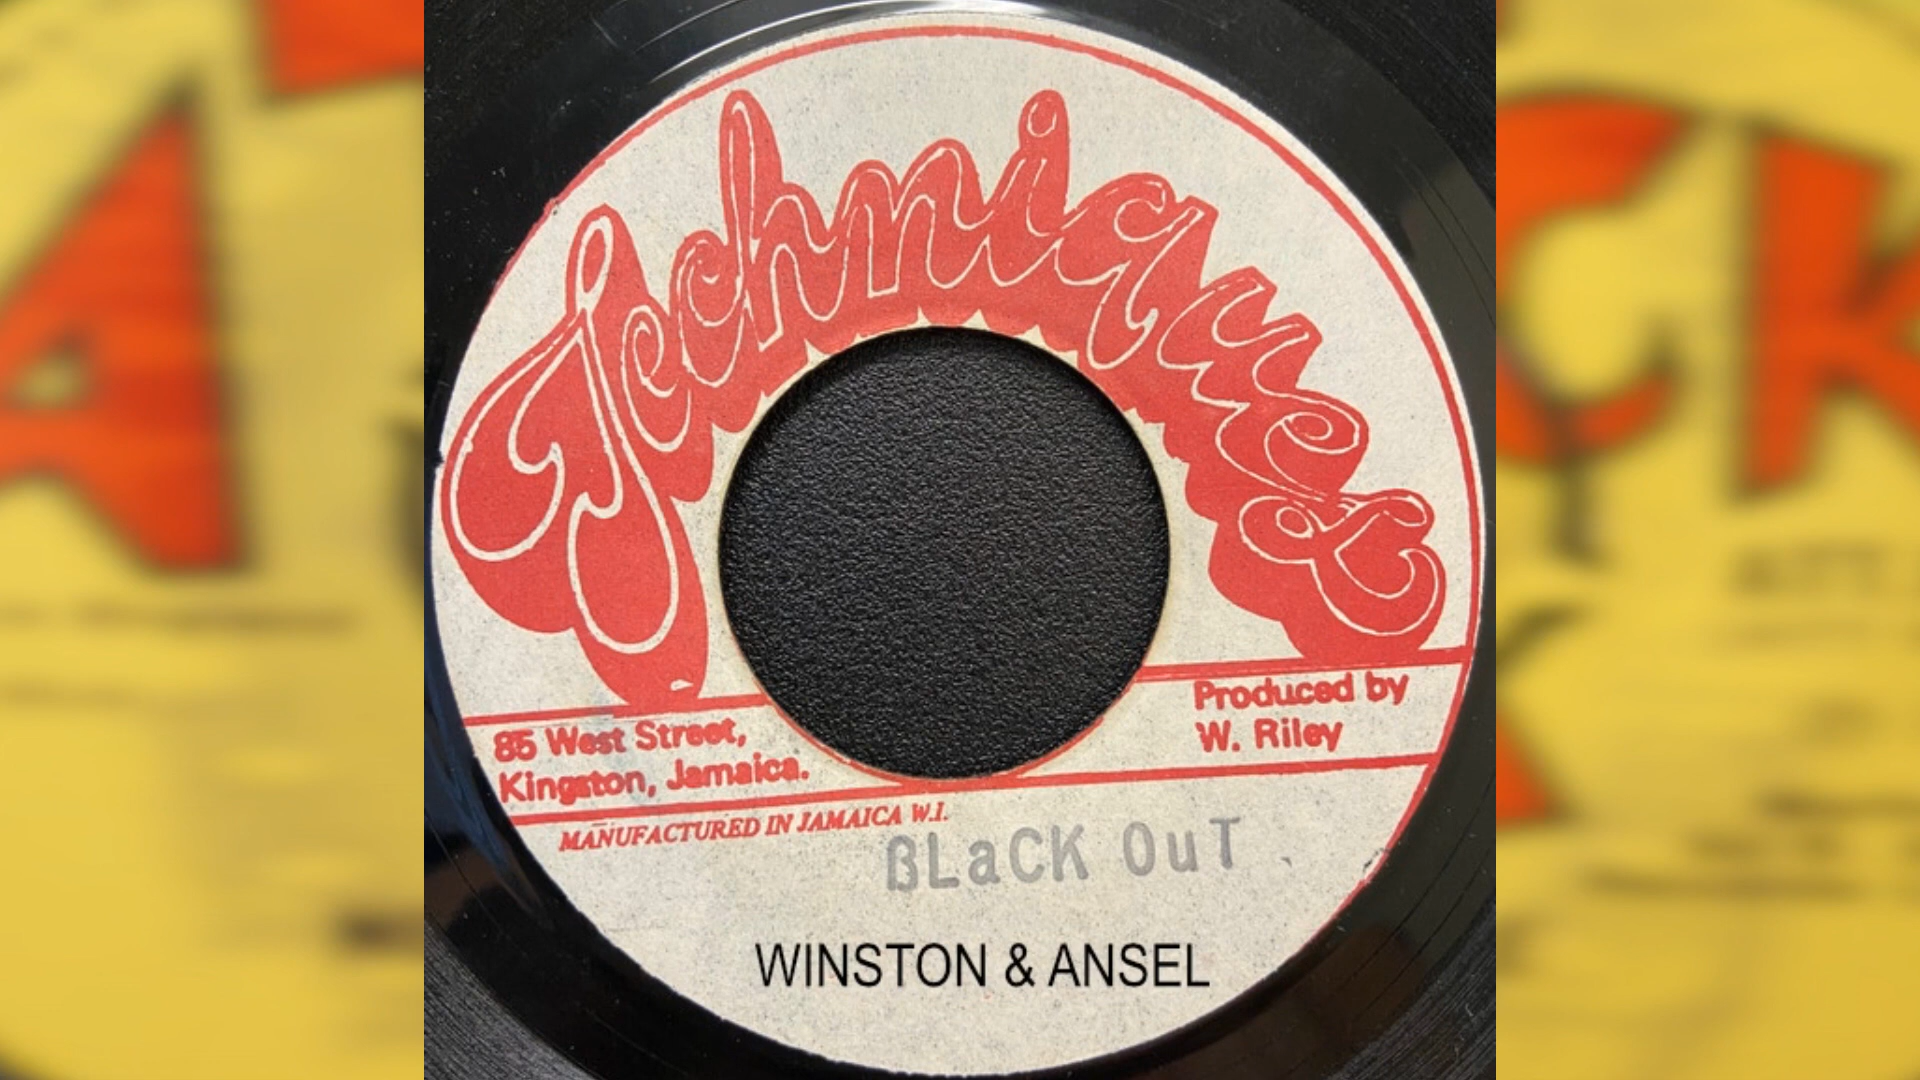 Techniques
85 West Street,
Kingston, Jamaica.
Produced by
W. Riley
MANUFACTURED IN JAMAICA W.I.
BLaCK OuT
WINSTON & ANSEL